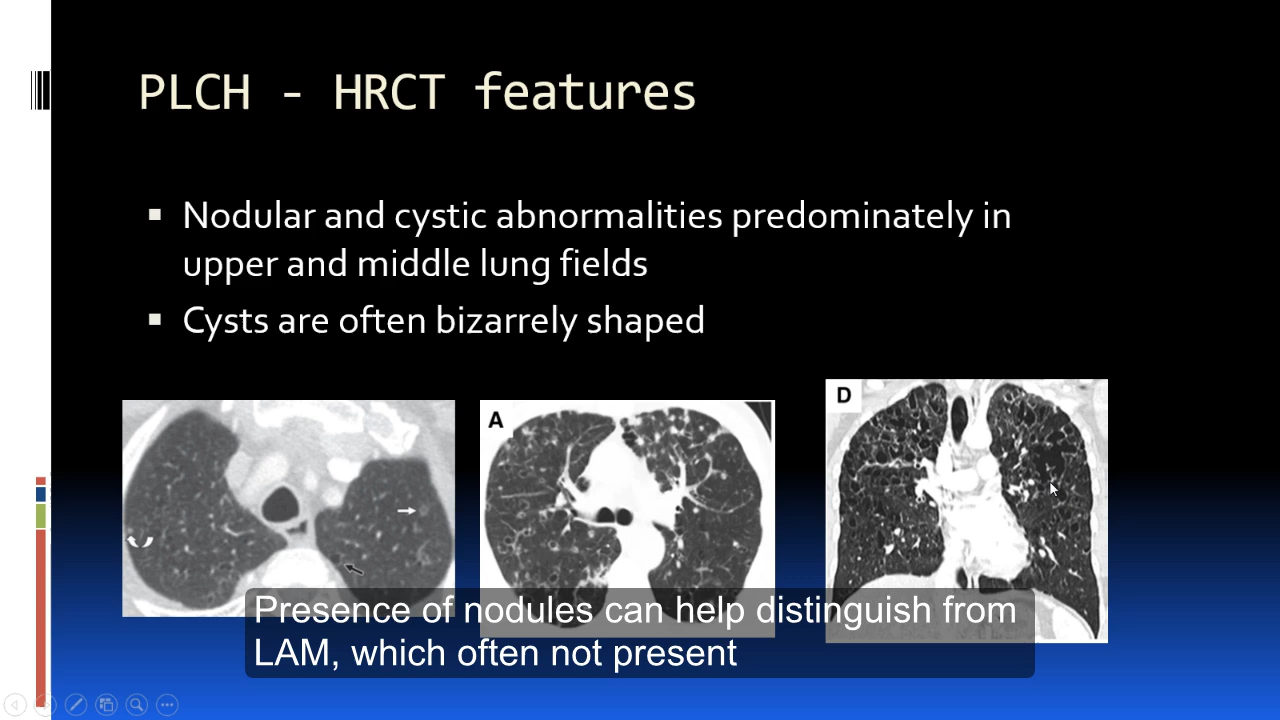 PLCH - HRCT features
▪ Nodular and cystic abnormalities predominately in
upper and middle lung fields
▪ Cysts are often bizarrely shaped
A
D
Presence of nodules can help distinguish from
LAM, which often not present